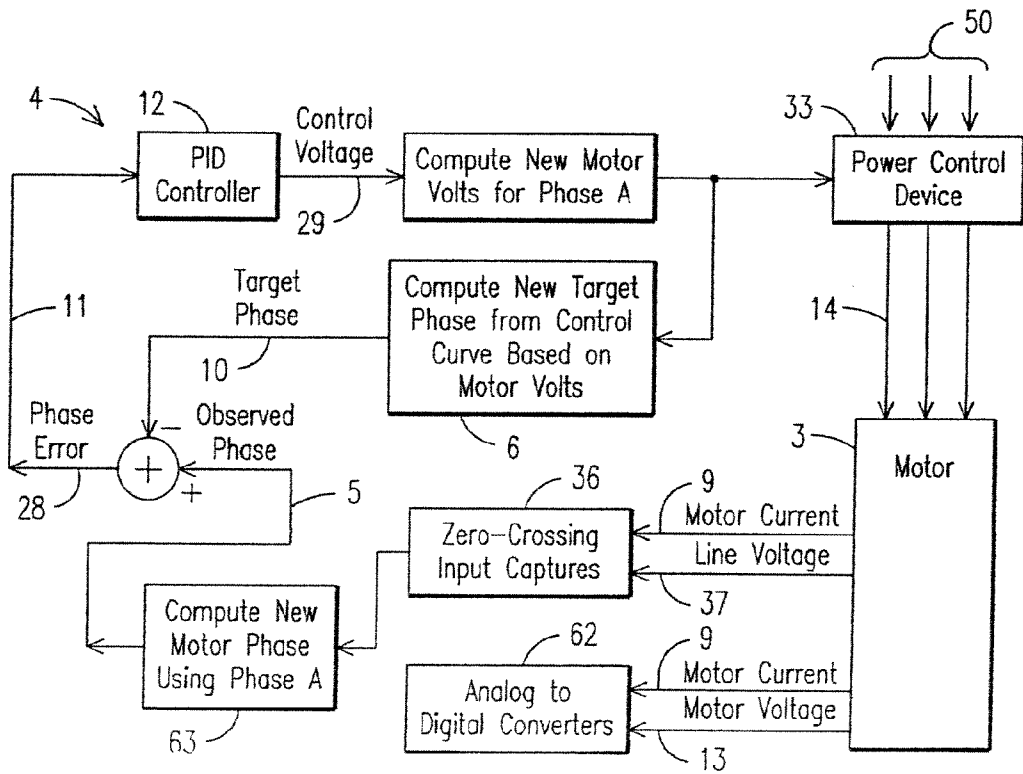 50
4
12
33
PID
Controller
Control
Voltage
29
Compute New Motor
Volts for Phase A
Power Control
Device
11
Target
Phase
10
Compute New Target
Phase from Control
Curve Based on
Motor Volts
6
14
Phase
Error
28
−
+
+
Observed
Phase
5
3
Motor
36
Zero-Crossing
Input Captures
9
Motor Current
Line Voltage
37
Compute New
Motor Phase
Using Phase A
63
62
Analog to
Digital Converters
9
Motor Current
Motor Voltage
13